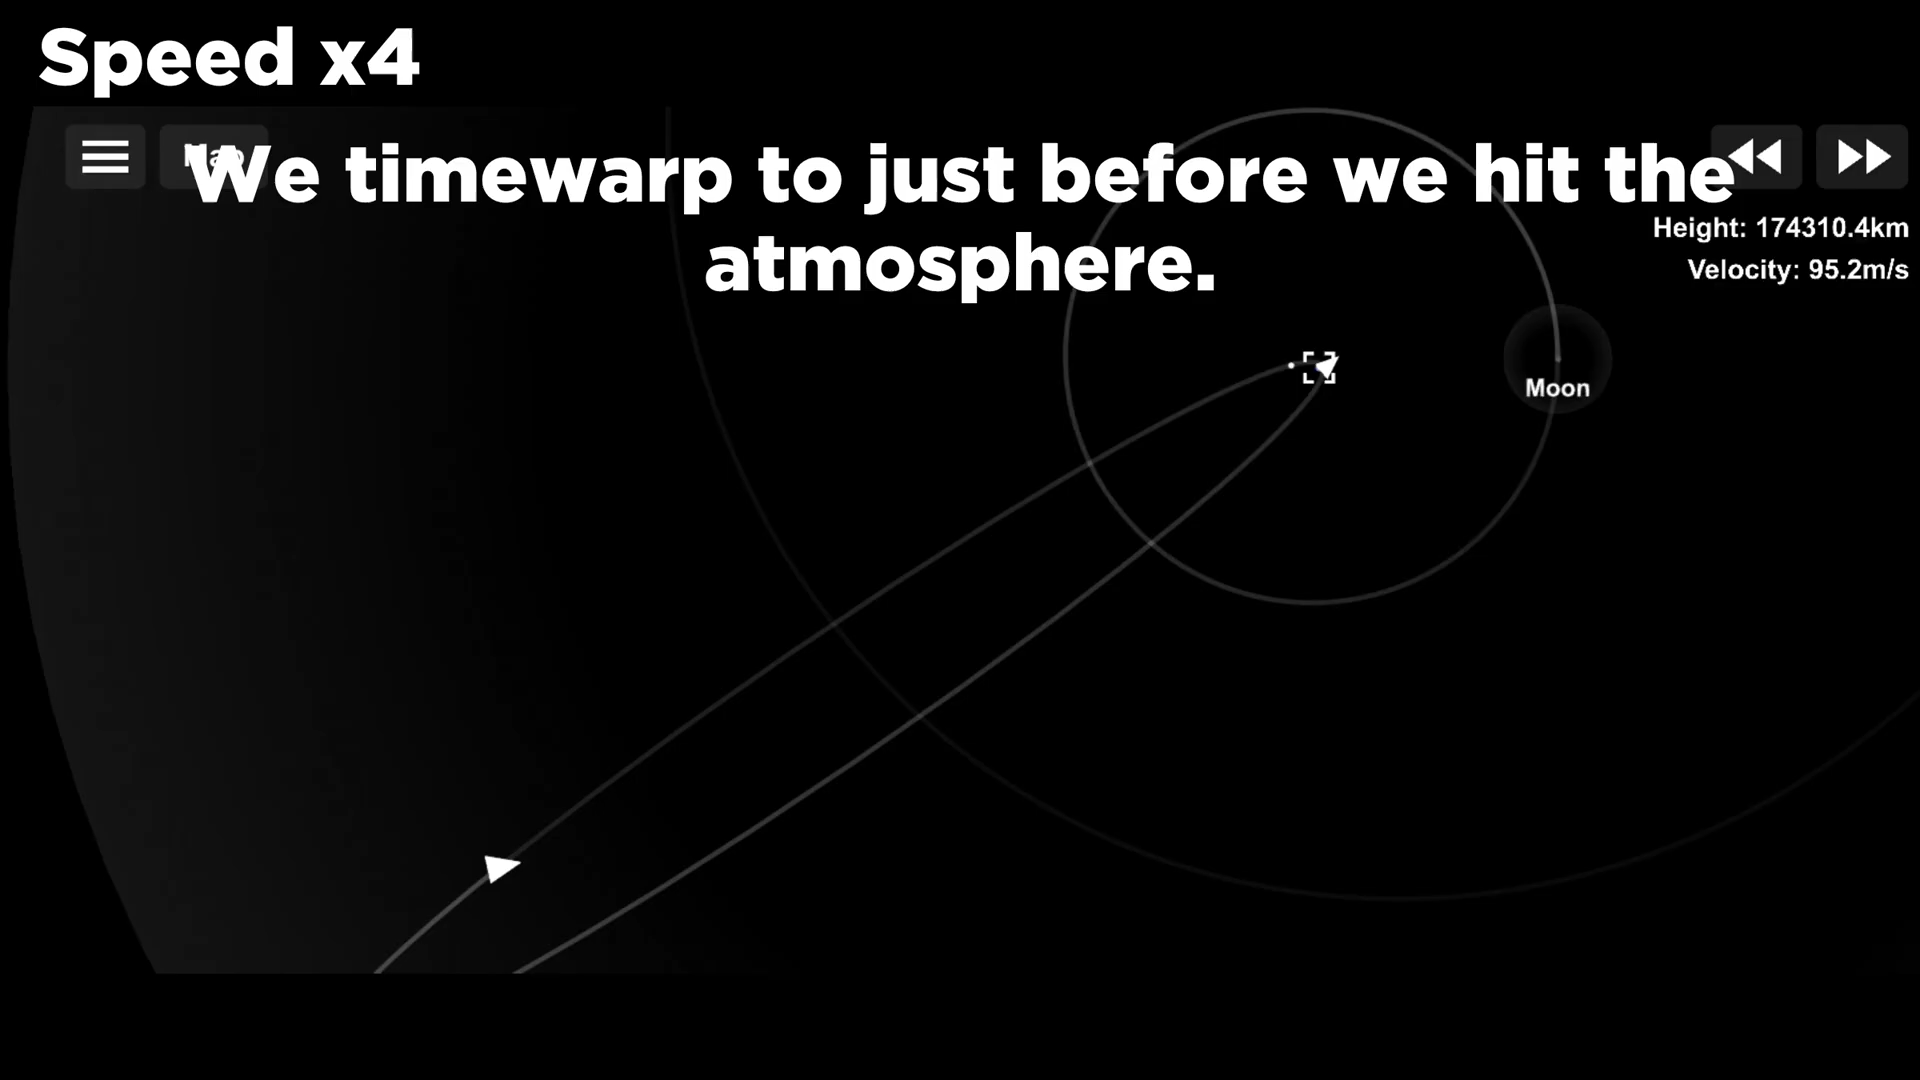 Speed x4
We timewarp to just before we hit the
atmosphere.
Height: 174310.4km
Velocity: 95.2m/s
Moon